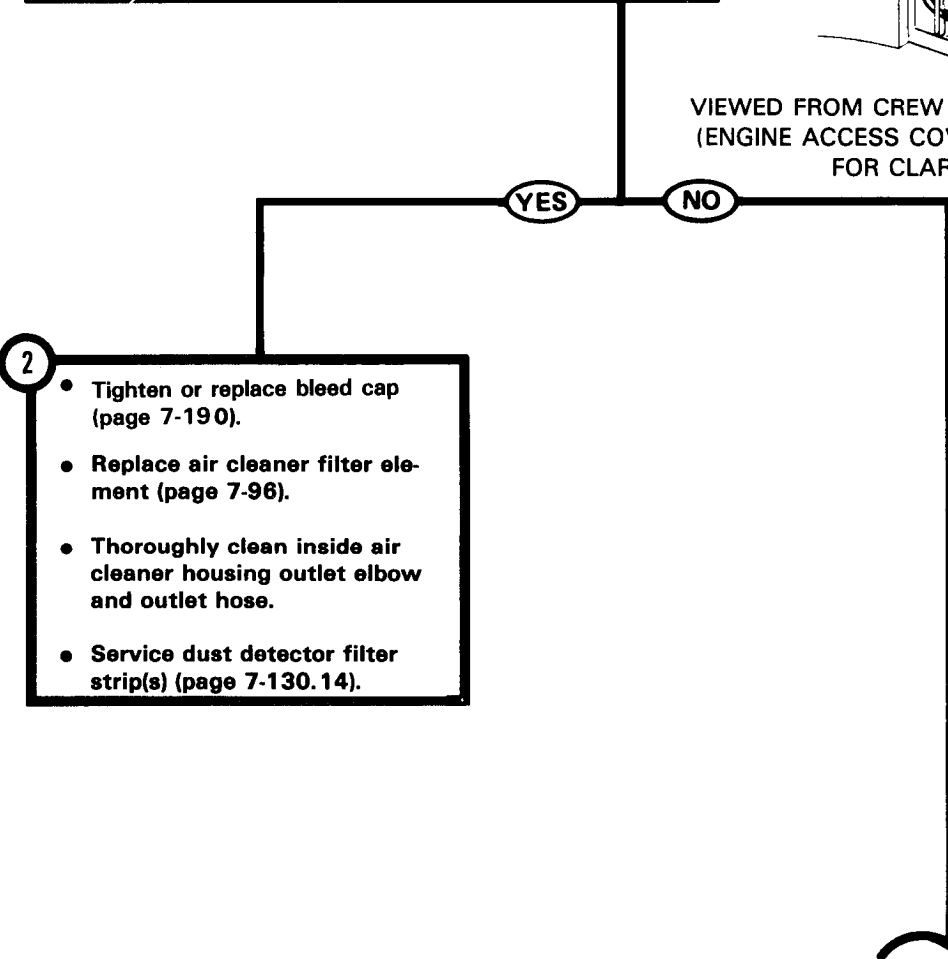 VIEWED FROM CREW
(ENGINE ACCESS
FOR
YES
NO
2
• Tighten or replace bleed cap
(page 7-190).
• Replace air cleaner filter ele-
ment (page 7-96).
• Thoroughly clean inside air
cleaner housing outlet elbow
and outlet hose.
• Service dust detector filter
strip(s) (page 7-130.14).